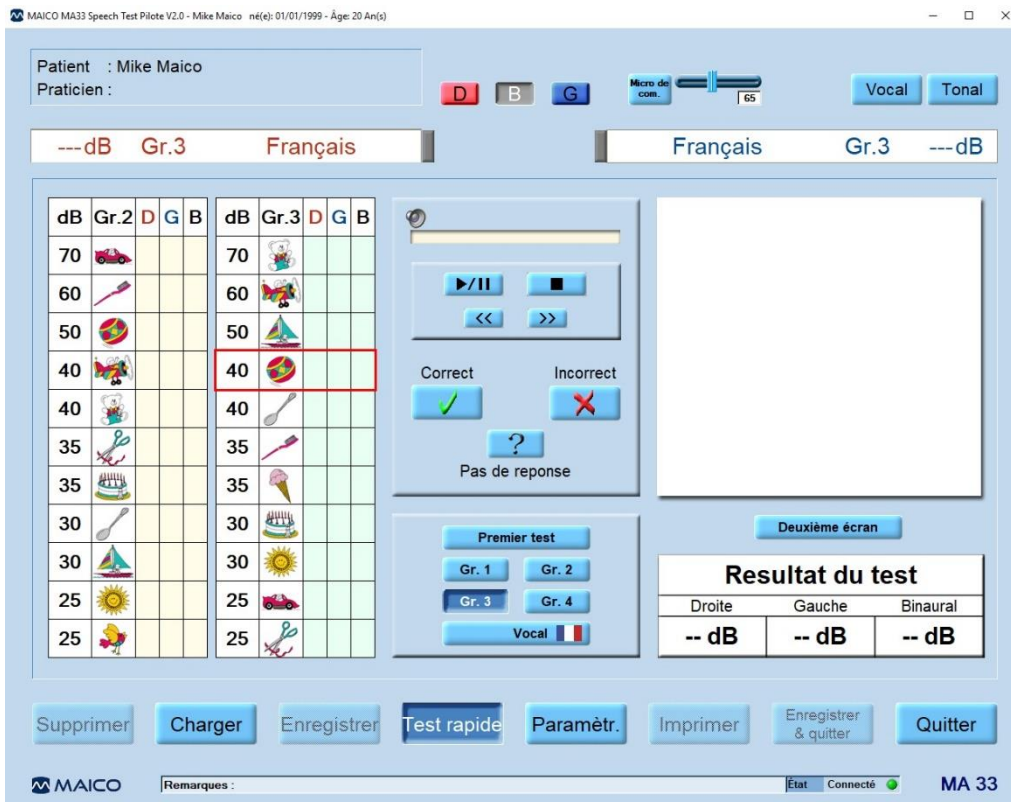 MAICO MA33 Speech Test Pilote V2.0 - Mike Maico né(e): 01/01/1999 - Âge: 20 An(s)
Patient : Mike Maico
Praticien :
D B G
Micro de com. 65
Vocal Tonal
---dB Gr.3 Français
Français Gr.3 ---dB
dB Gr.2 D G B dB Gr.3 D G B
70 70
60 60
50 50
40 40
40 40
35 35
35 35
30 30
30 30
25 25
25 25
▶/II ■
<< >>
Correct Incorrect
?
Pas de reponse
Premier test
Gr. 1 Gr. 2
Gr. 3 Gr. 4
Vocal
Deuxième écran
Resultat du test
Droite Gauche Binaural
-- dB -- dB -- dB
Supprimer Charger Enregistrer Test rapide Paramètr. Imprimer Enregistrer & quitter Quitter
MAICO Remarques : État Connecté MA 33